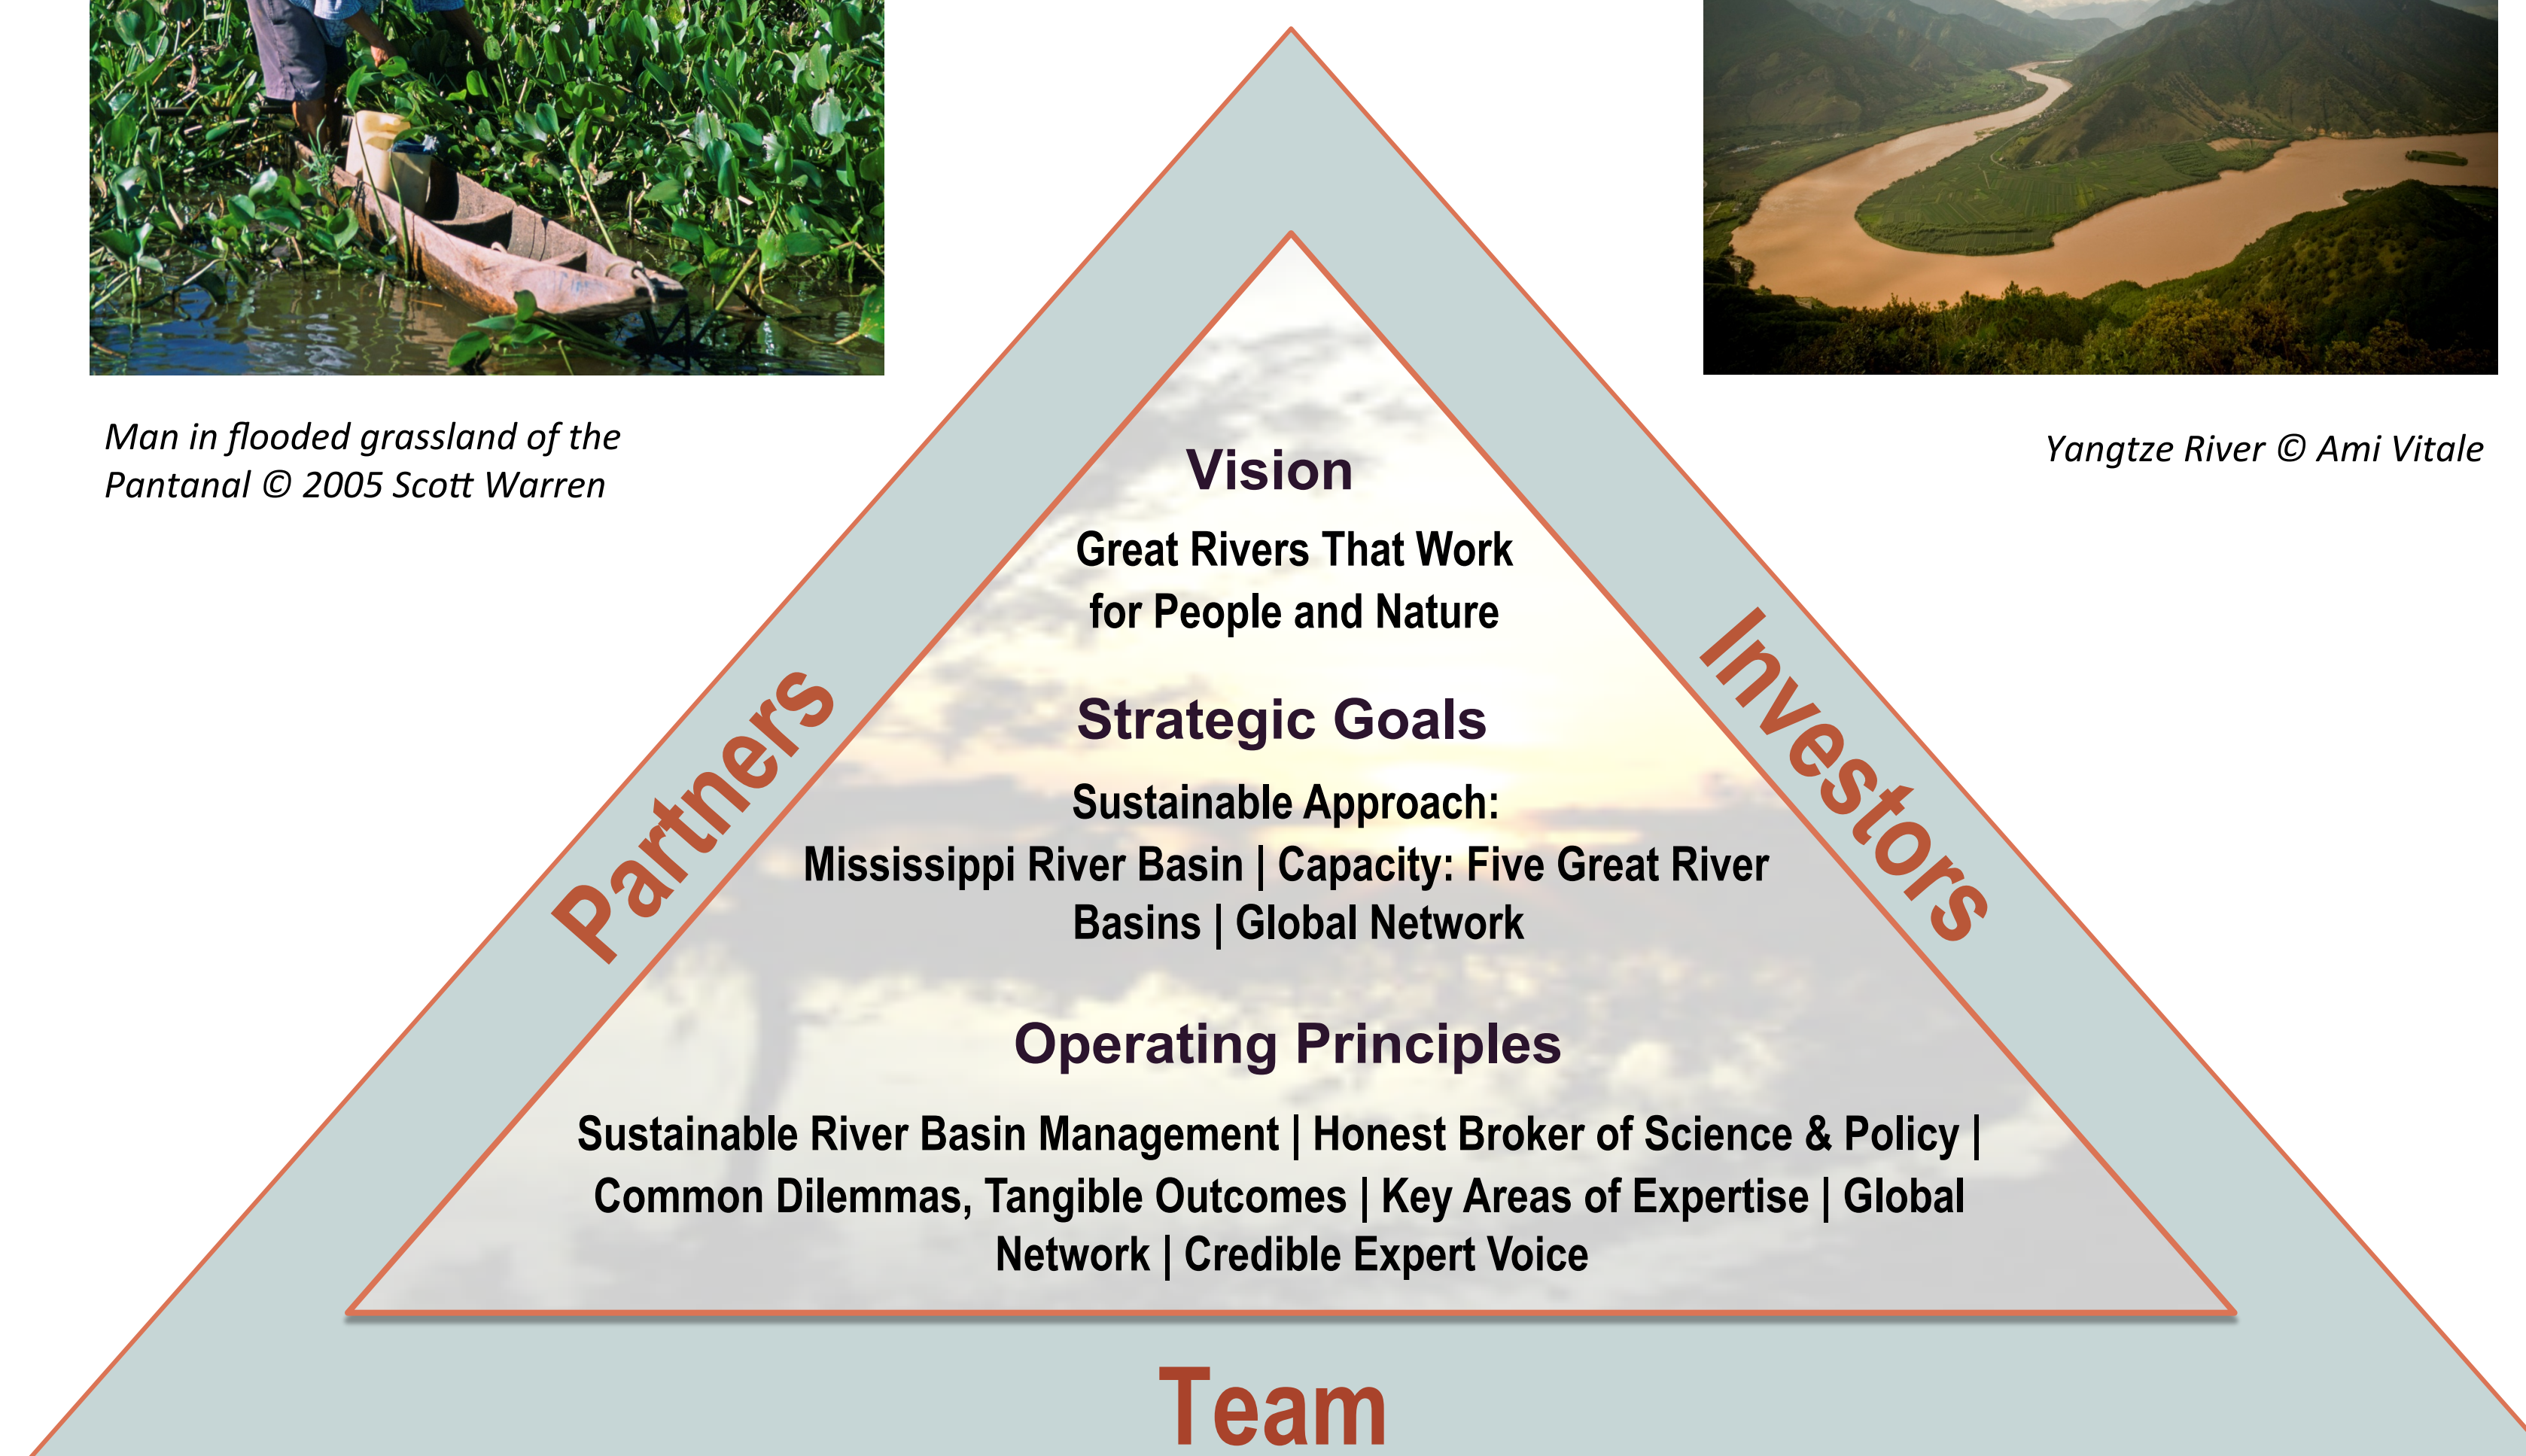 Man in flooded grassland of the
Pantanal © 2005 Scott Warren
Yangtze River © Ami Vitale
Vision
Great Rivers That Work
for People and Nature
Strategic Goals
Sustainable Approach:
Mississippi River Basin | Capacity: Five Great River
Basins | Global Network
Operating Principles
Sustainable River Basin Management | Honest Broker of Science & Policy |
Common Dilemmas, Tangible Outcomes | Key Areas of Expertise | Global
Network | Credible Expert Voice
Partners
Investors
Team